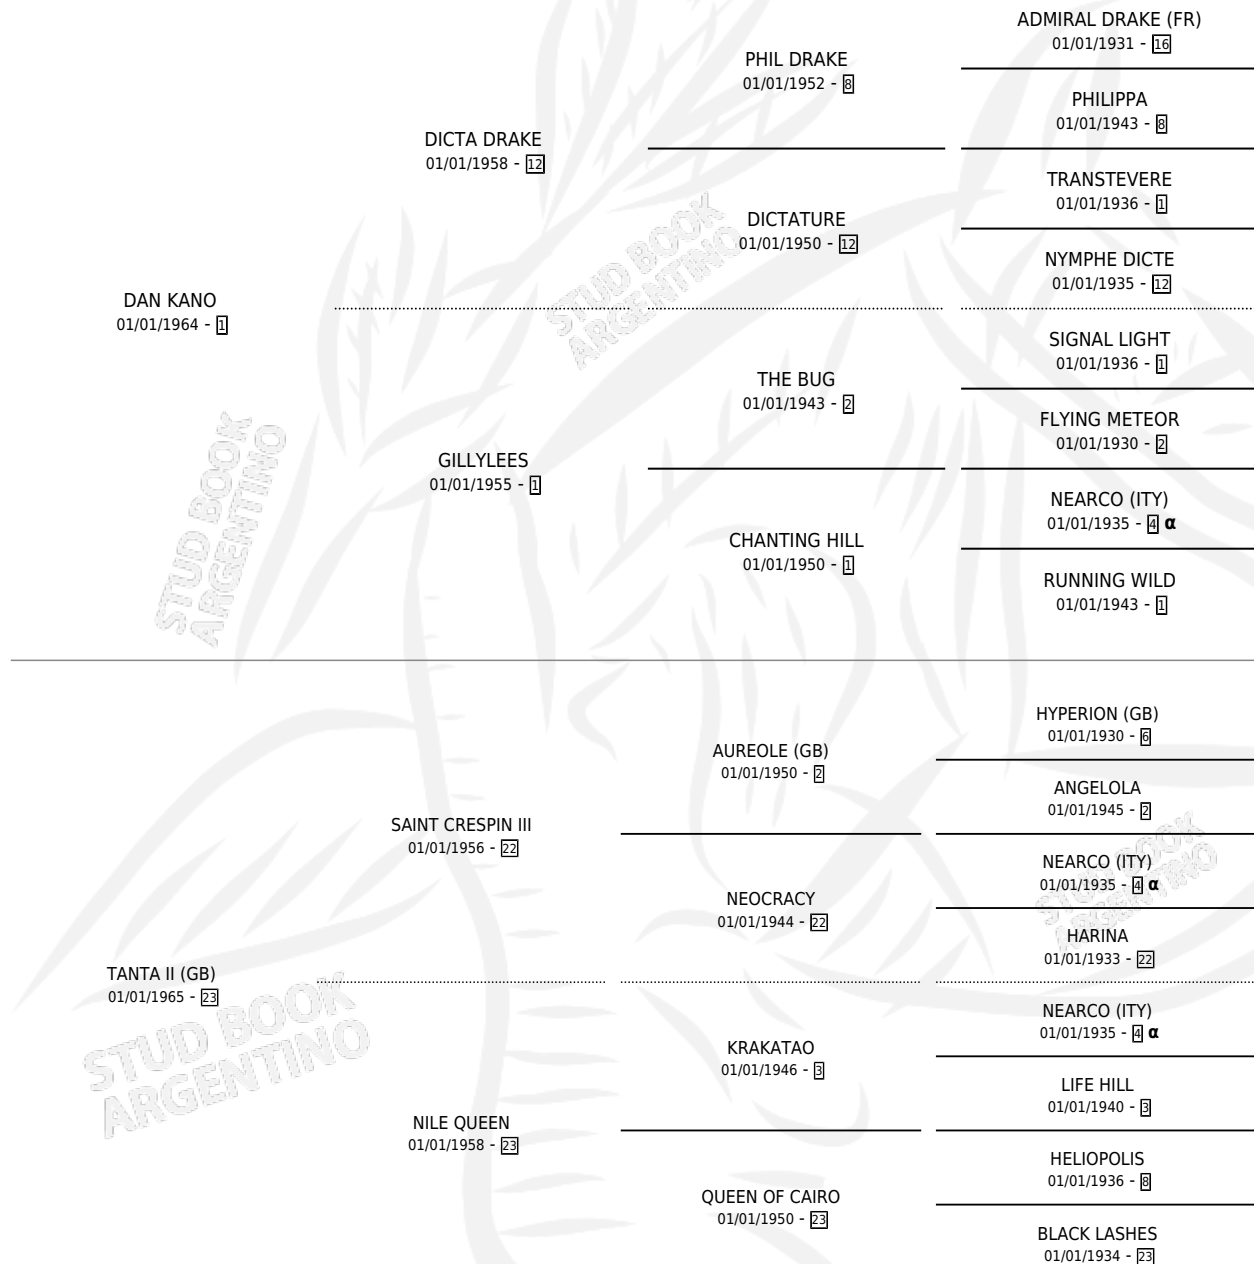 ADMIRAL DRAKE (FR)
01/01/1931 - 16
PHIL DRAKE
01/01/1952 - 8
PHILIPPA
01/01/1943 - 8
DICTA DRAKE
01/01/1958 - 12
TRANSTEVERE
01/01/1936 - 1
DICTATURE
01/01/1950 - 12
NYMPHE DICTE
01/01/1935 - 12
DAN KANO
01/01/1964 - 1
SIGNAL LIGHT
01/01/1936 - 1
THE BUG
01/01/1943 - 2
FLYING METEOR
01/01/1930 - 2
GILLYLEES
01/01/1955 - 1
NEARCO (ITY)
01/01/1935 - 4 α
CHANTING HILL
01/01/1950 - 1
RUNNING WILD
01/01/1943 - 1
HYPERION (GB)
01/01/1930 - 6
AUREOLE (GB)
01/01/1950 - 2
ANGELOLA
01/01/1945 - 2
SAINT CRESPIN III
01/01/1956 - 22
NEARCO (ITY)
01/01/1935 - 4 α
NEOCRACY
01/01/1944 - 22
HARINA
01/01/1933 - 22
TANTA II (GB)
01/01/1965 - 23
NEARCO (ITY)
01/01/1935 - 4 α
KRAKATAO
01/01/1946 - 3
LIFE HILL
01/01/1940 - 3
NILE QUEEN
01/01/1958 - 23
HELIOPOLIS
01/01/1936 - 8
QUEEN OF CAIRO
01/01/1950 - 23
BLACK LASHES
01/01/1934 - 23
STUD BOOK
ARGENTINO
STUD BOOK
ARGENTINO
STUD BOOK
ARGENTINO
STUD BOOK
ARGENTINO